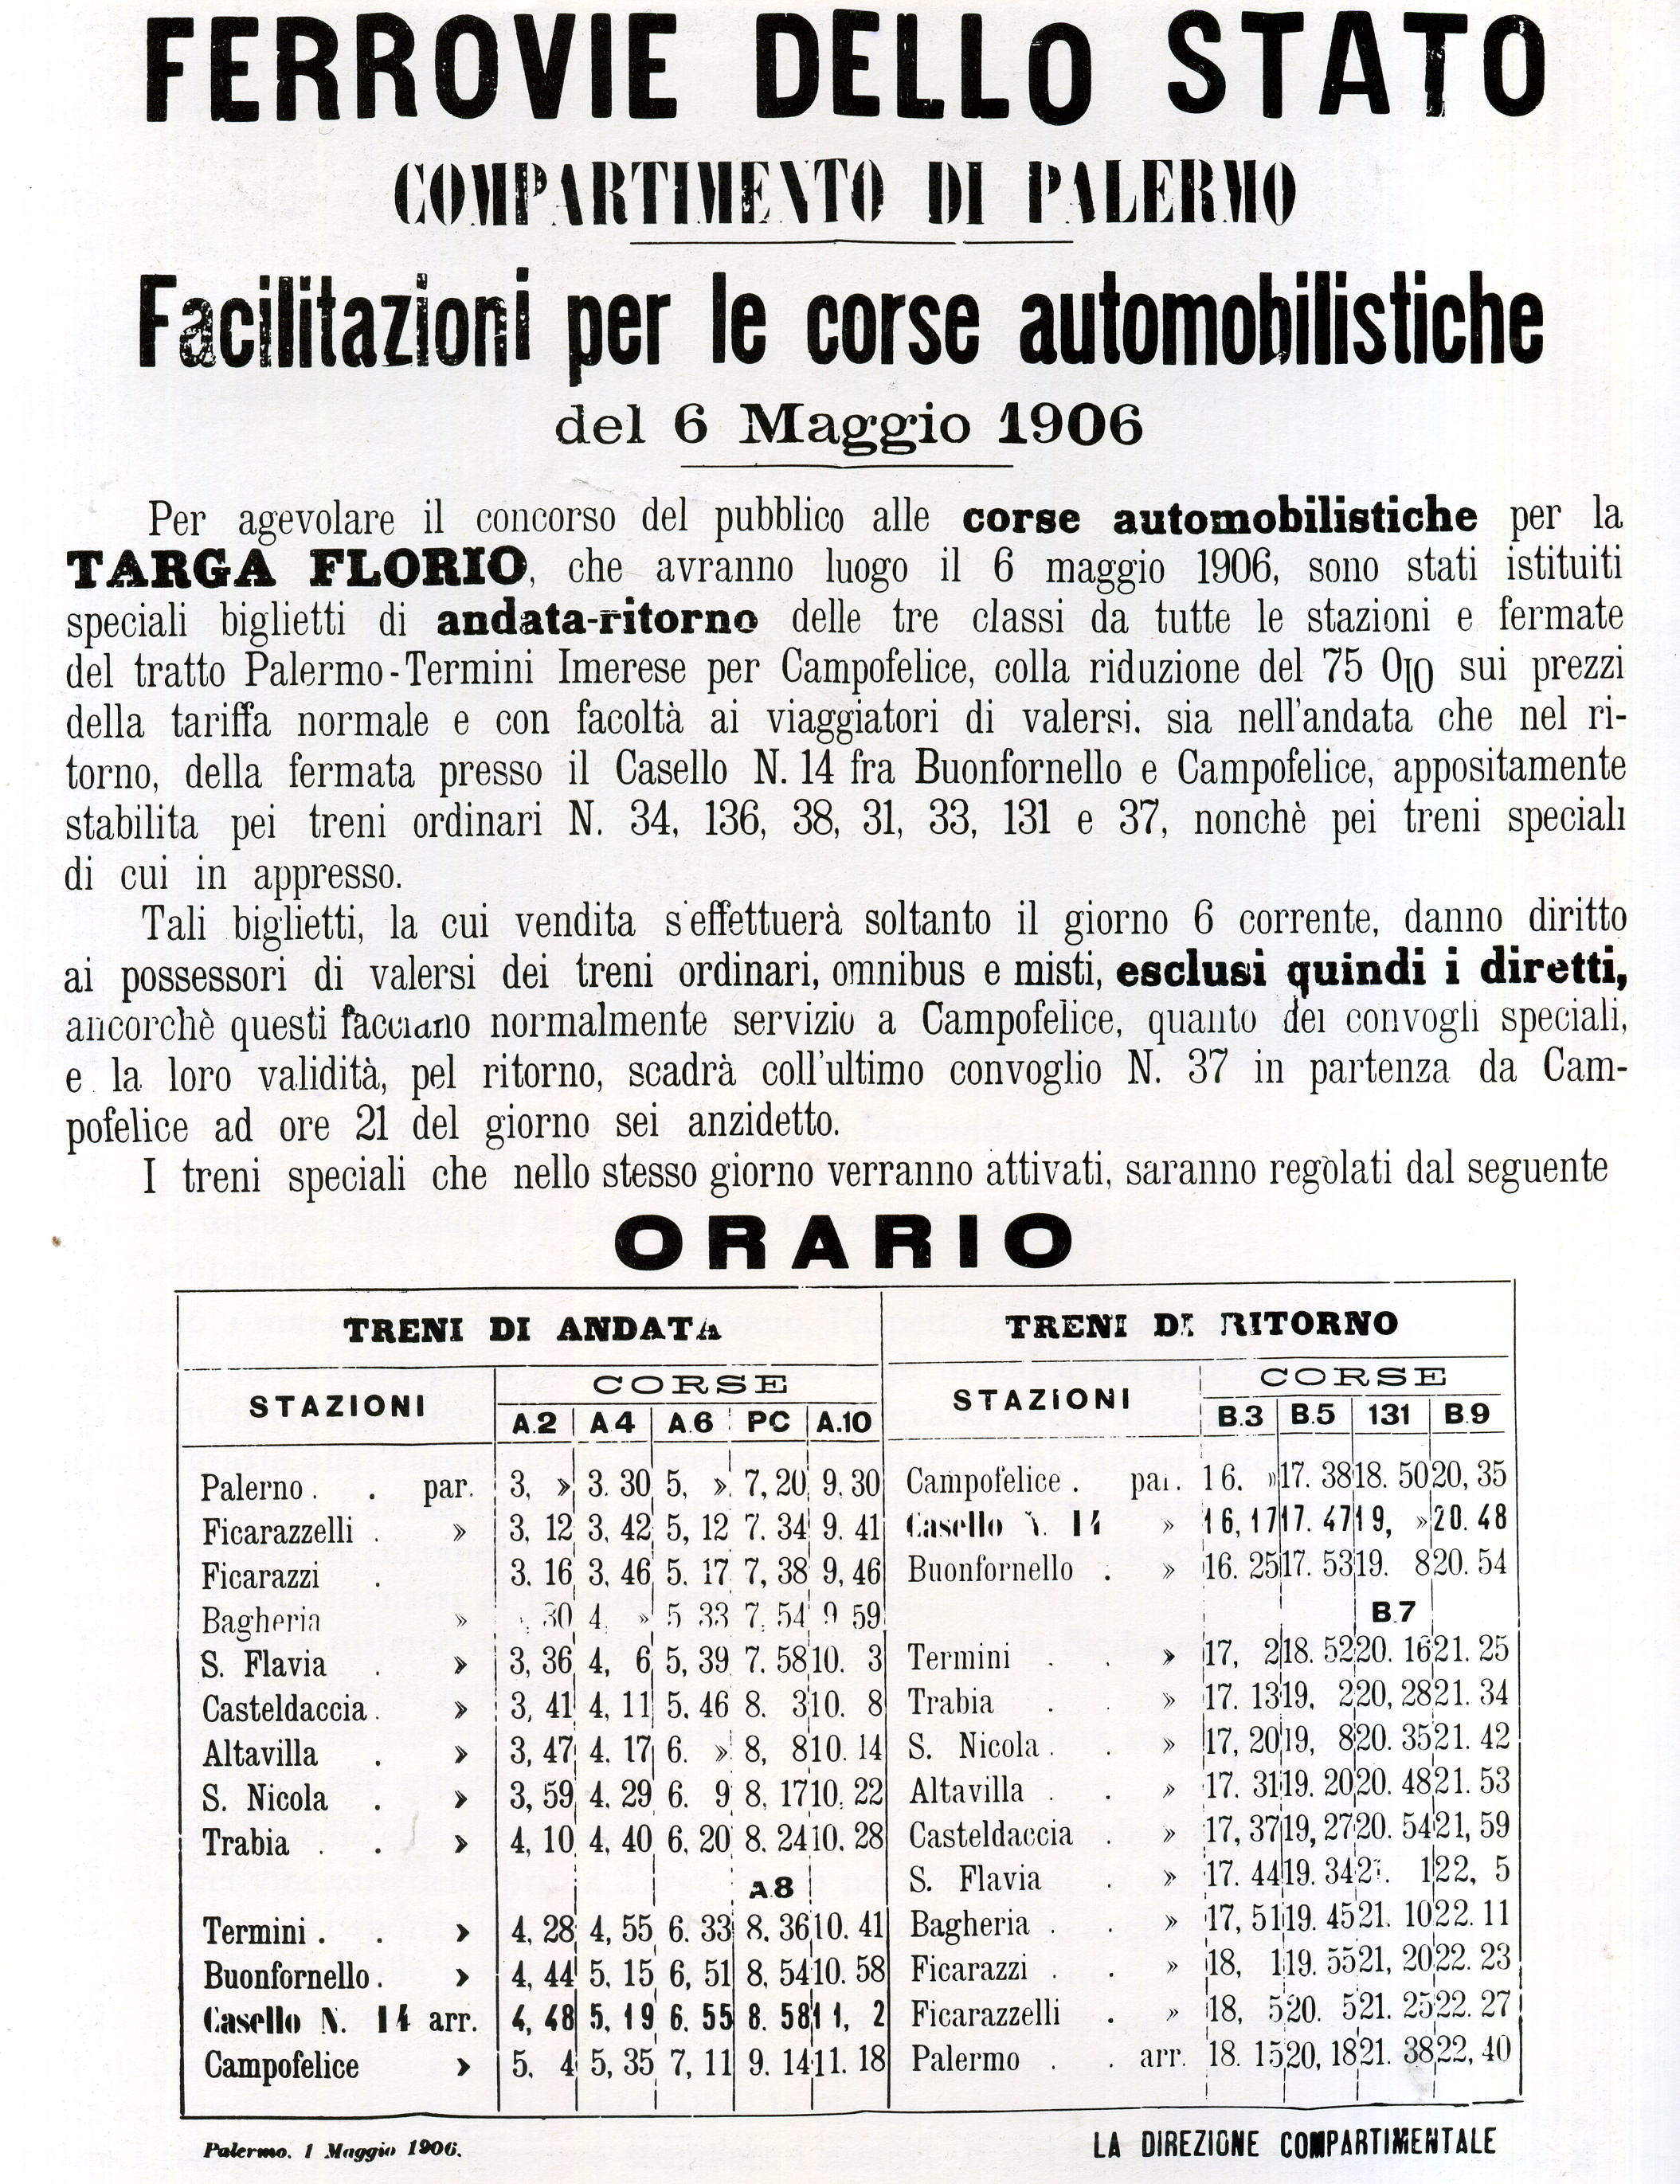 FERROVIE DELLO STATO
COMPARTIMENTO DI PALERMO
Facilitazioni per le corse automobilistiche
del 6 Maggio 1906
Per agevolare il concorso del pubblico alle corse automobilistiche per la
TARGA FLORIO, che avranno luogo il 6 maggio 1906, sono stati istituiti
speciali biglietti di andata-ritorno delle tre classi da tutte le stazioni e fermate
del tratto Palermo-Termini Imerese per Campofelice, colla riduzione del 75 0|0 sui prezzi
della tariffa normale e con facoltà ai viaggiatori di valersi. sia nell'andata che nel ri-
torno, della fermata presso il Casello N. 14 fra Buonfornello e Campofelice, appositamente
stabilita pei treni ordinari N. 34, 136, 38, 31, 33, 131 e 37, nonchè pei treni speciali
di cui in appresso.
Tali biglietti, la cui vendita s'effettuerà soltanto il giorno 6 corrente, danno diritto
ai possessori di valersi dei treni ordinari, omnibus e misti, esclusi quindi i diretti,
ancorchè questi facciano normalmente servizio a Campofelice, quanto dei convogli speciali,
e la loro validità, pel ritorno, scadrà coll'ultimo convoglio N. 37 in partenza da Cam-
pofelice ad ore 21 del giorno sei anzidetto.
I treni speciali che nello stesso giorno verranno attivati, saranno regolati dal seguente
ORARIO
TRENI DI ANDATA
STAZIONI CORSE
A.2 A.4 A.6 PC A.10
Palerno . . par. 3, » 3. 30 5, » 7, 20 9. 30
Ficarazzelli . » 3, 12 3, 42 5, 12 7. 34 9. 41
Ficarazzi . 3. 16 3, 46 5. 17 7, 38 9, 46
Bagheria » 30 4. » 5 33 7. 54 9 59
S. Flavia . » 3, 36 4, 6 5, 39 7. 58 10. 3
Casteldaccia . » 3, 41 4, 11 5. 46 8. 3 10. 8
Altavilla . » 3, 47 4. 17 6. » 8, 8 10. 14
S. Nicola . » 3, 59 4. 29 6. 9 8, 17 10. 22
Trabia . . » 4, 10 4, 40 6, 20 8. 24 10. 28
A.8
Termini . . » 4, 28 4, 55 6. 33 8, 36 10. 41
Buonfornello . » 4, 44 5, 15 6, 51 8, 54 10. 58
Casello N. 14 arr. 4, 48 5, 19 6. 55 8. 58 11, 2
Campofelice » 5. 4 5, 35 7, 11 9. 14 11. 18
TRENI DI RITORNO
STAZIONI CORSE
B.3 B.5 131 B.9
Campofelice . par. 16. » 17. 38 18. 50 20, 35
Casello N. 14 » 16, 17 17. 47 19, » 20. 48
Buonfornello . » 16. 25 17. 53 19. 8 20. 54
B.7
Termini . . » 17, 2 18. 52 20. 16 21. 25
Trabia . . » 17. 13 19, 2 20, 28 21. 34
S. Nicola . . » 17, 20 19, 8 20. 35 21. 42
Altavilla . . » 17. 31 19. 20 20. 48 21. 53
Casteldaccia . » 17, 37 19, 27 20. 54 21, 59
S. Flavia . » 17. 44 19. 34 21. 1 22, 5
Bagheria . . » 17, 51 19. 45 21. 10 22. 11
Ficarazzi . . » 18, 1 19. 55 21, 20 22. 23
Ficarazzelli . » 18, 5 20. 5 21. 25 22. 27
Palermo . . arr. 18. 15 20, 18 21. 38 22, 40
Palermo. 1 Maggio 1906.
LA DIREZIONE COMPARTIMENTALE